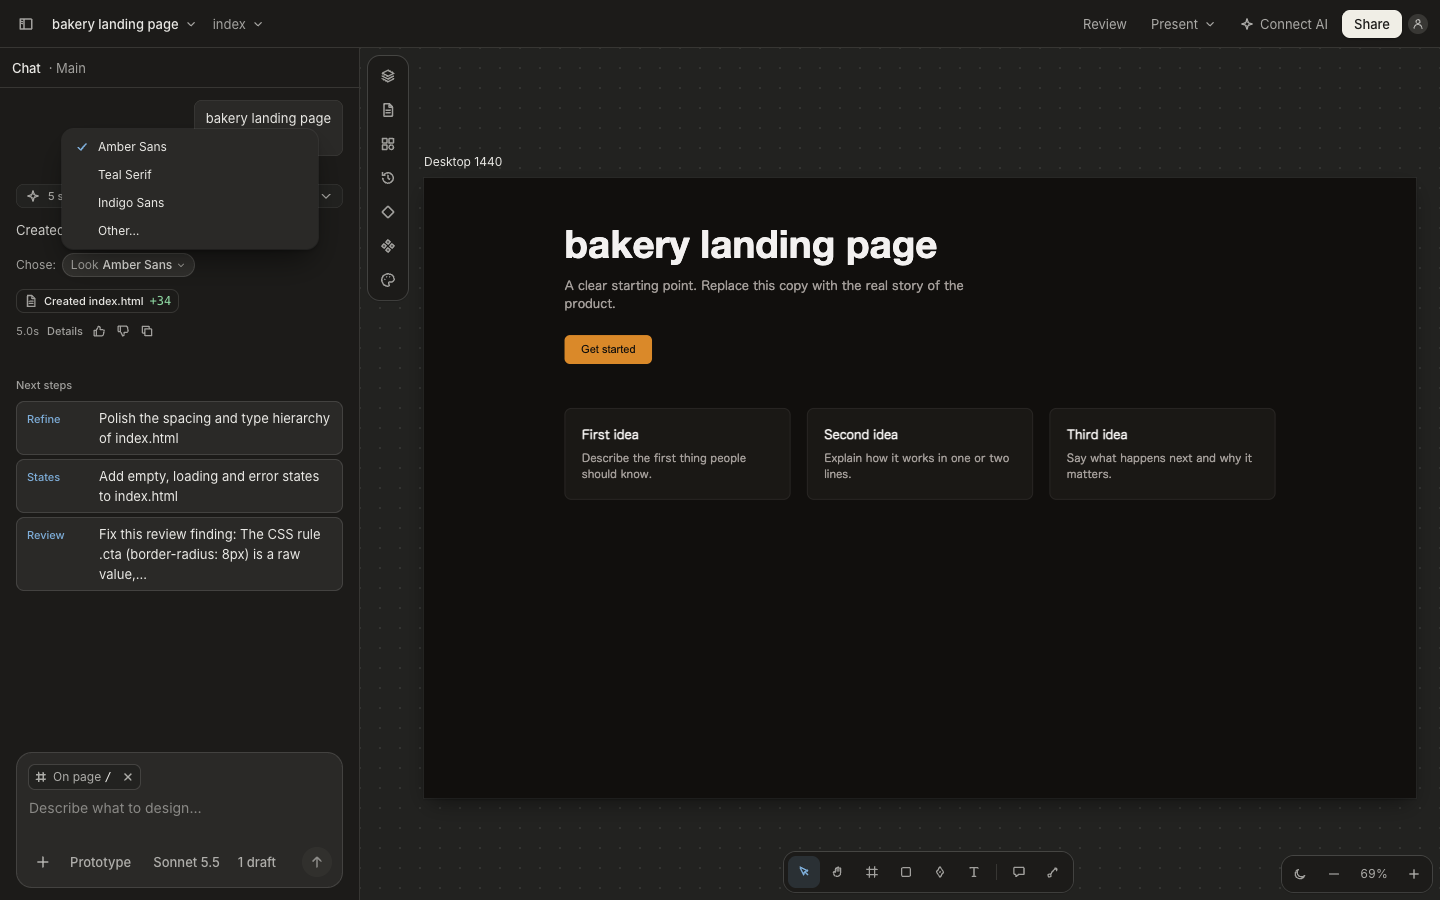 bakery landing page
index
Review
Present
Connect AI
Share
Chat · Main
bakery landing page
Amber Sans
Teal Serif
Indigo Sans
Other...
5 s
Created
Chose: Look Amber Sans
Created index.html +34
5.0s Details
Next steps
Refine Polish the spacing and type hierarchy
of index.html
States Add empty, loading and error states
to index.html
Review Fix this review finding: The CSS rule
.cta (border-radius: 8px) is a raw
value,...
On page /
Describe what to design...
Prototype Sonnet 5.5 1 draft
Desktop 1440
bakery landing page
A clear starting point. Replace this copy with the real story of the
product.
Get started
First idea
Describe the first thing people
should know.
Second idea
Explain how it works in one or two
lines.
Third idea
Say what happens next and why it
matters.
69%